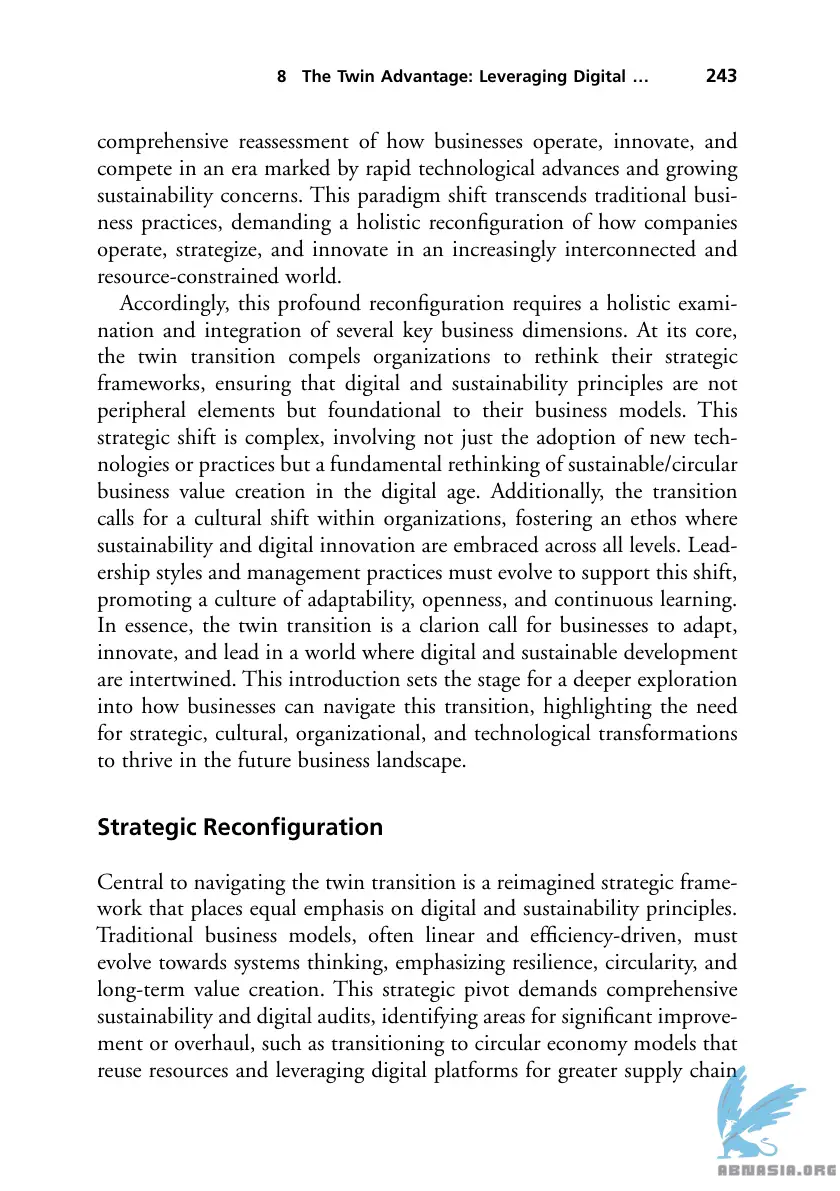 8 The Twin Advantage: Leveraging Digital … 243
comprehensive reassessment of how businesses operate, innovate, and
compete in an era marked by rapid technological advances and growing
sustainability concerns. This paradigm shift transcends traditional busi-
ness practices, demanding a holistic reconfiguration of how companies
operate, strategize, and innovate in an increasingly interconnected and
resource-constrained world.
Accordingly, this profound reconfiguration requires a holistic exami-
nation and integration of several key business dimensions. At its core,
the twin transition compels organizations to rethink their strategic
frameworks, ensuring that digital and sustainability principles are not
peripheral elements but foundational to their business models. This
strategic shift is complex, involving not just the adoption of new tech-
nologies or practices but a fundamental rethinking of sustainable/circular
business value creation in the digital age. Additionally, the transition
calls for a cultural shift within organizations, fostering an ethos where
sustainability and digital innovation are embraced across all levels. Lead-
ership styles and management practices must evolve to support this shift,
promoting a culture of adaptability, openness, and continuous learning.
In essence, the twin transition is a clarion call for businesses to adapt,
innovate, and lead in a world where digital and sustainable development
are intertwined. This introduction sets the stage for a deeper exploration
into how businesses can navigate this transition, highlighting the need
for strategic, cultural, organizational, and technological transformations
to thrive in the future business landscape.
Strategic Reconfiguration
Central to navigating the twin transition is a reimagined strategic frame-
work that places equal emphasis on digital and sustainability principles.
Traditional business models, often linear and efficiency-driven, must
evolve towards systems thinking, emphasizing resilience, circularity, and
long-term value creation. This strategic pivot demands comprehensive
sustainability and digital audits, identifying areas for significant improve-
ment or overhaul, such as transitioning to circular economy models that
reuse resources and leveraging digital platforms for greater supply chain
ABNASIA.ORG